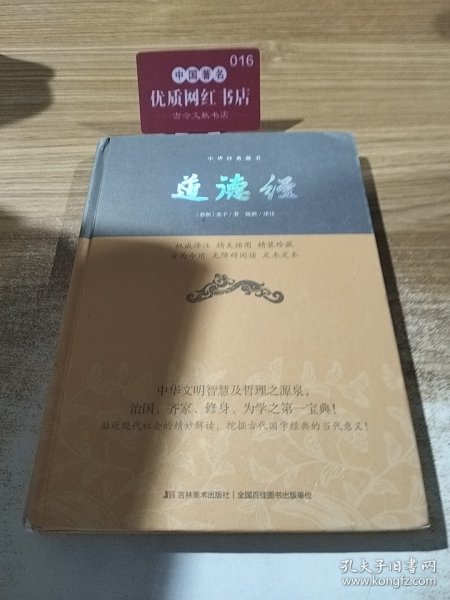 016
中国著名
优质网红书店
古今文献书店
中华经典藏书
道德经
［春秋］老子／著 陈默／译注
权威译注 精美插图 精装珍藏
古为今用 无障碍阅读 足本定本
中华文明智慧及哲理之源泉，
治国、齐家、修身、为学之第一宝典！
贴近现代社会的精妙解读，挖掘古代国学经典的当代意义！
吉林美术出版社｜全国百佳图书出版单位
孔夫子旧书网
www.kongfz.com